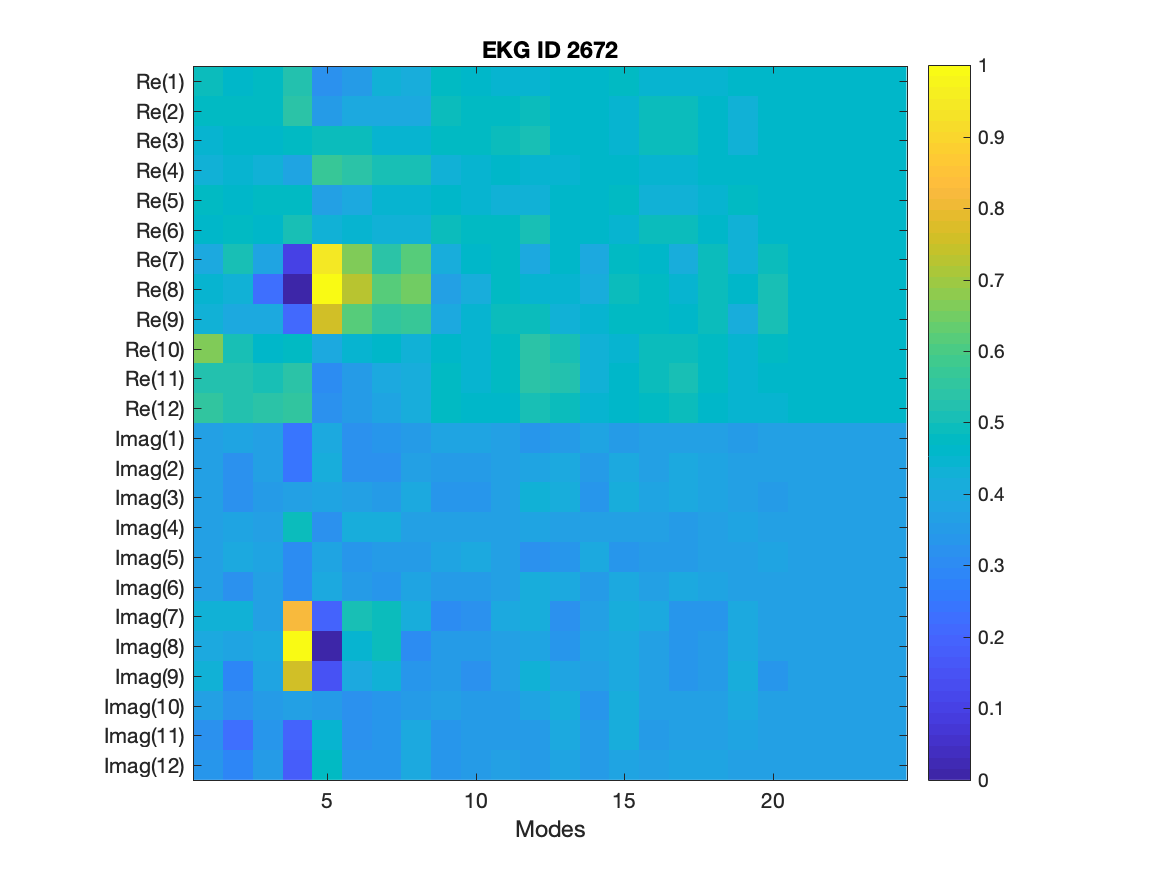 EKG ID 2672
Re(1)
Re(2)
Re(3)
Re(4)
Re(5)
Re(6)
Re(7)
Re(8)
Re(9)
Re(10)
Re(11)
Re(12)
Imag(1)
Imag(2)
Imag(3)
Imag(4)
Imag(5)
Imag(6)
Imag(7)
Imag(8)
Imag(9)
Imag(10)
Imag(11)
Imag(12)
5 10 15 20
Modes
1
0.9
0.8
0.7
0.6
0.5
0.4
0.3
0.2
0.1
0